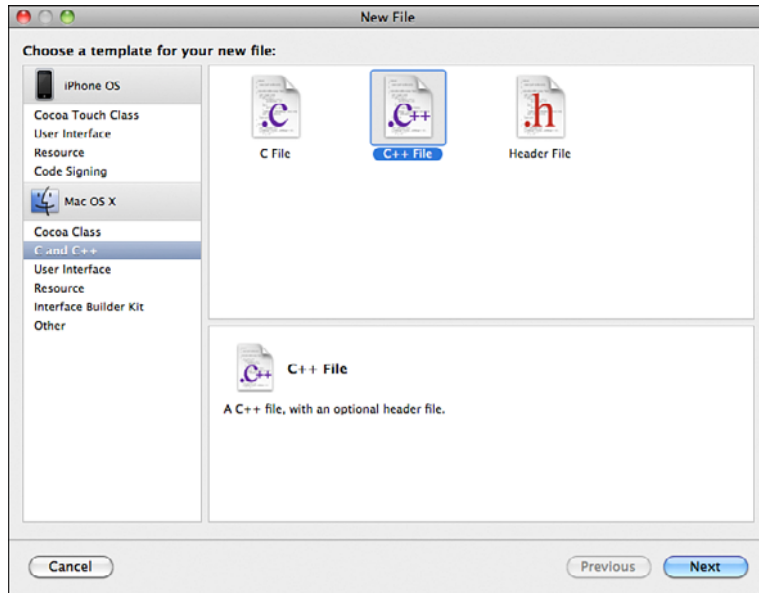 New File
Choose a template for your new file:
iPhone OS
Cocoa Touch Class
User Interface
Resource
Code Signing
Mac OS X
Cocoa Class
C and C++
User Interface
Resource
Interface Builder Kit
Other
.c
.C++
.h
C File
C++ File
Header File
.C++
C++ File
A C++ file, with an optional header file.
Cancel
Previous
Next